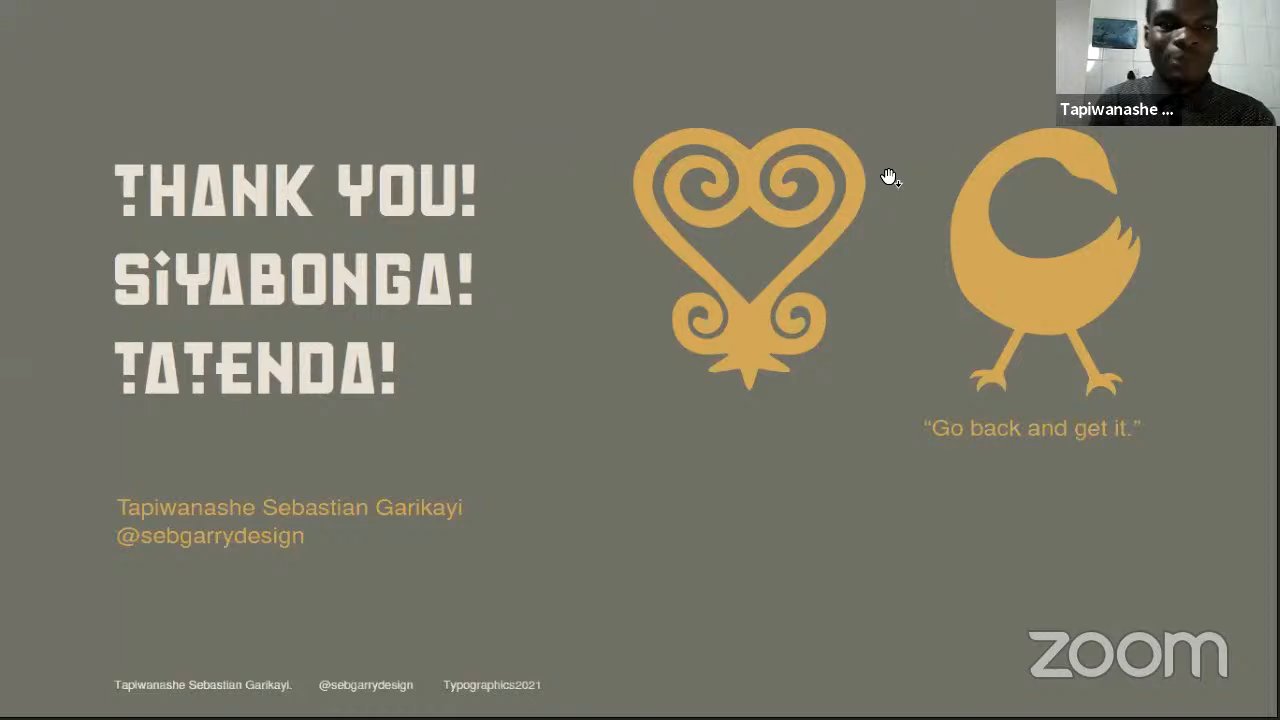 Tapiwanashe ...
THANK YOU!
SiYABONGA!
TATENDA!
“Go back and get it.”
Tapiwanashe Sebastian Garikayi
@sebgarrydesign
zoom
Tapiwanashe Sebastian Garikayi. @sebgarrydesign Typographics2021